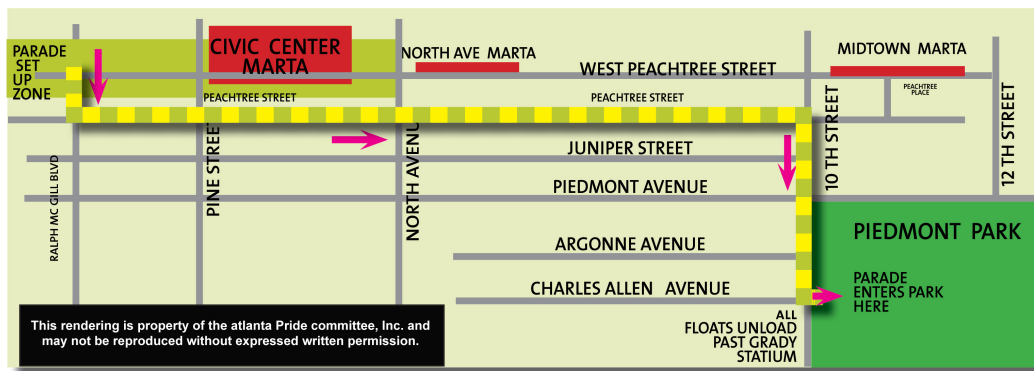 PARADE
SET
UP
ZONE
CIVIC CENTER
MARTA
NORTH AVE MARTA
MIDTOWN MARTA
WEST PEACHTREE STREET
PEACHTREE STREET
PEACHTREE STREET
PEACHTREE
PLACE
RALPH MC GILL BLVD
PINE STREET
NORTH AVENUE
10 TH STREET
12 TH STREET
JUNIPER STREET
PIEDMONT AVENUE
ARGONNE AVENUE
CHARLES ALLEN AVENUE
PIEDMONT PARK
PARADE
ENTERS PARK
HERE
ALL
FLOATS UNLOAD
PAST GRADY
STATIUM
This rendering is property of the atlanta Pride committee, Inc. and
may not be reproduced without expressed written permission.